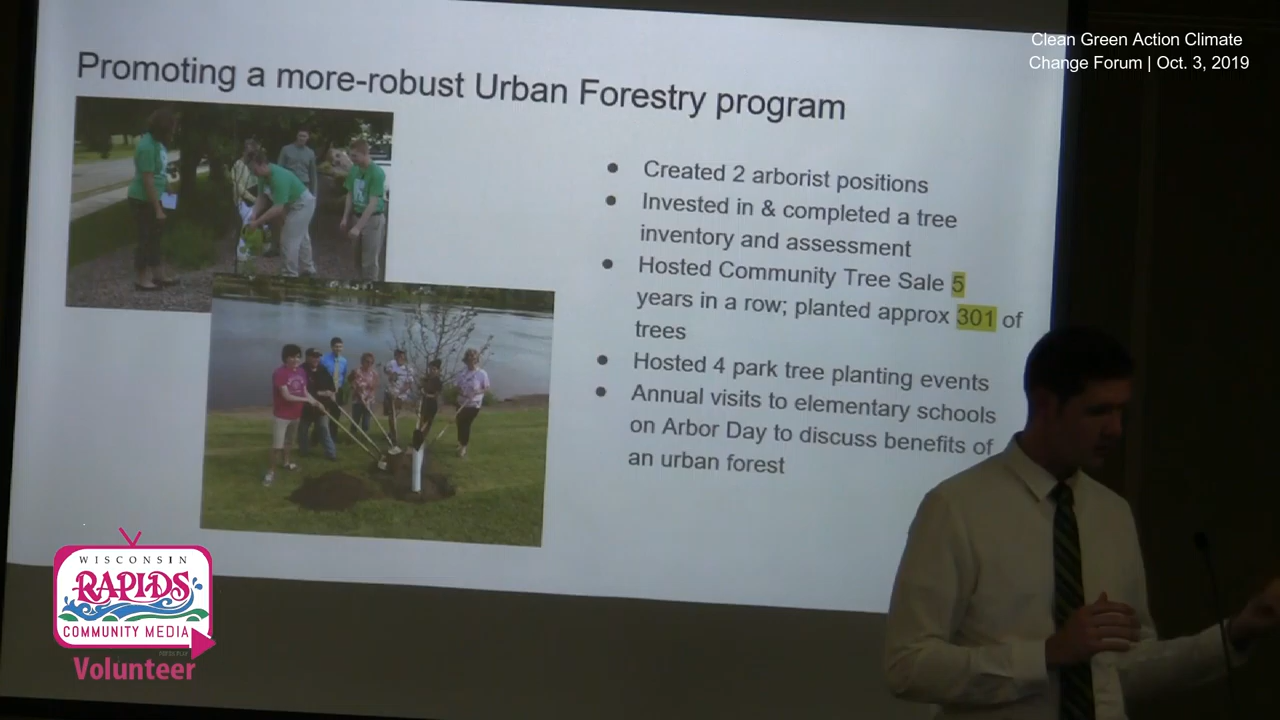 Clean Green Action Climate
Change Forum | Oct. 3, 2019
Promoting a more-robust Urban Forestry program
● Created 2 arborist positions
● Invested in & completed a tree
inventory and assessment
● Hosted Community Tree Sale 5
years in a row; planted approx 301 of
trees
● Hosted 4 park tree planting events
● Annual visits to elementary schools
on Arbor Day to discuss benefits of
an urban forest
WISCONSIN
RAPIDS
COMMUNITY MEDIA
Volunteer